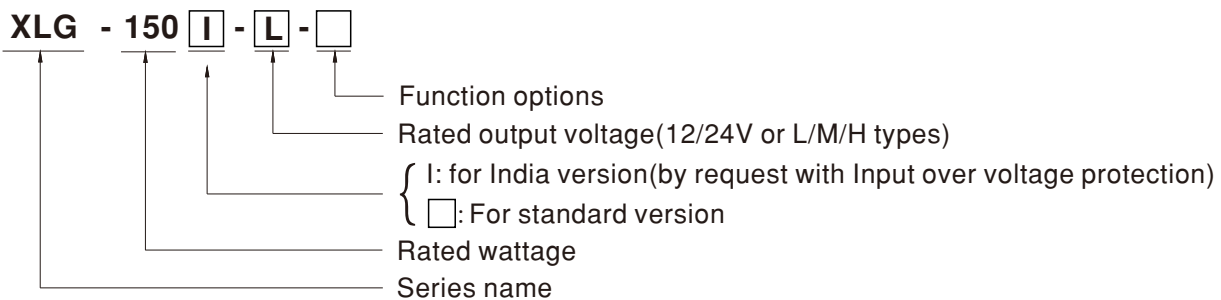 XLG - 150 I - L - □
Function options
Rated output voltage(12/24V or L/M/H types)
I: for India version(by request with Input over voltage protection)
□: For standard version
Rated wattage
Series name